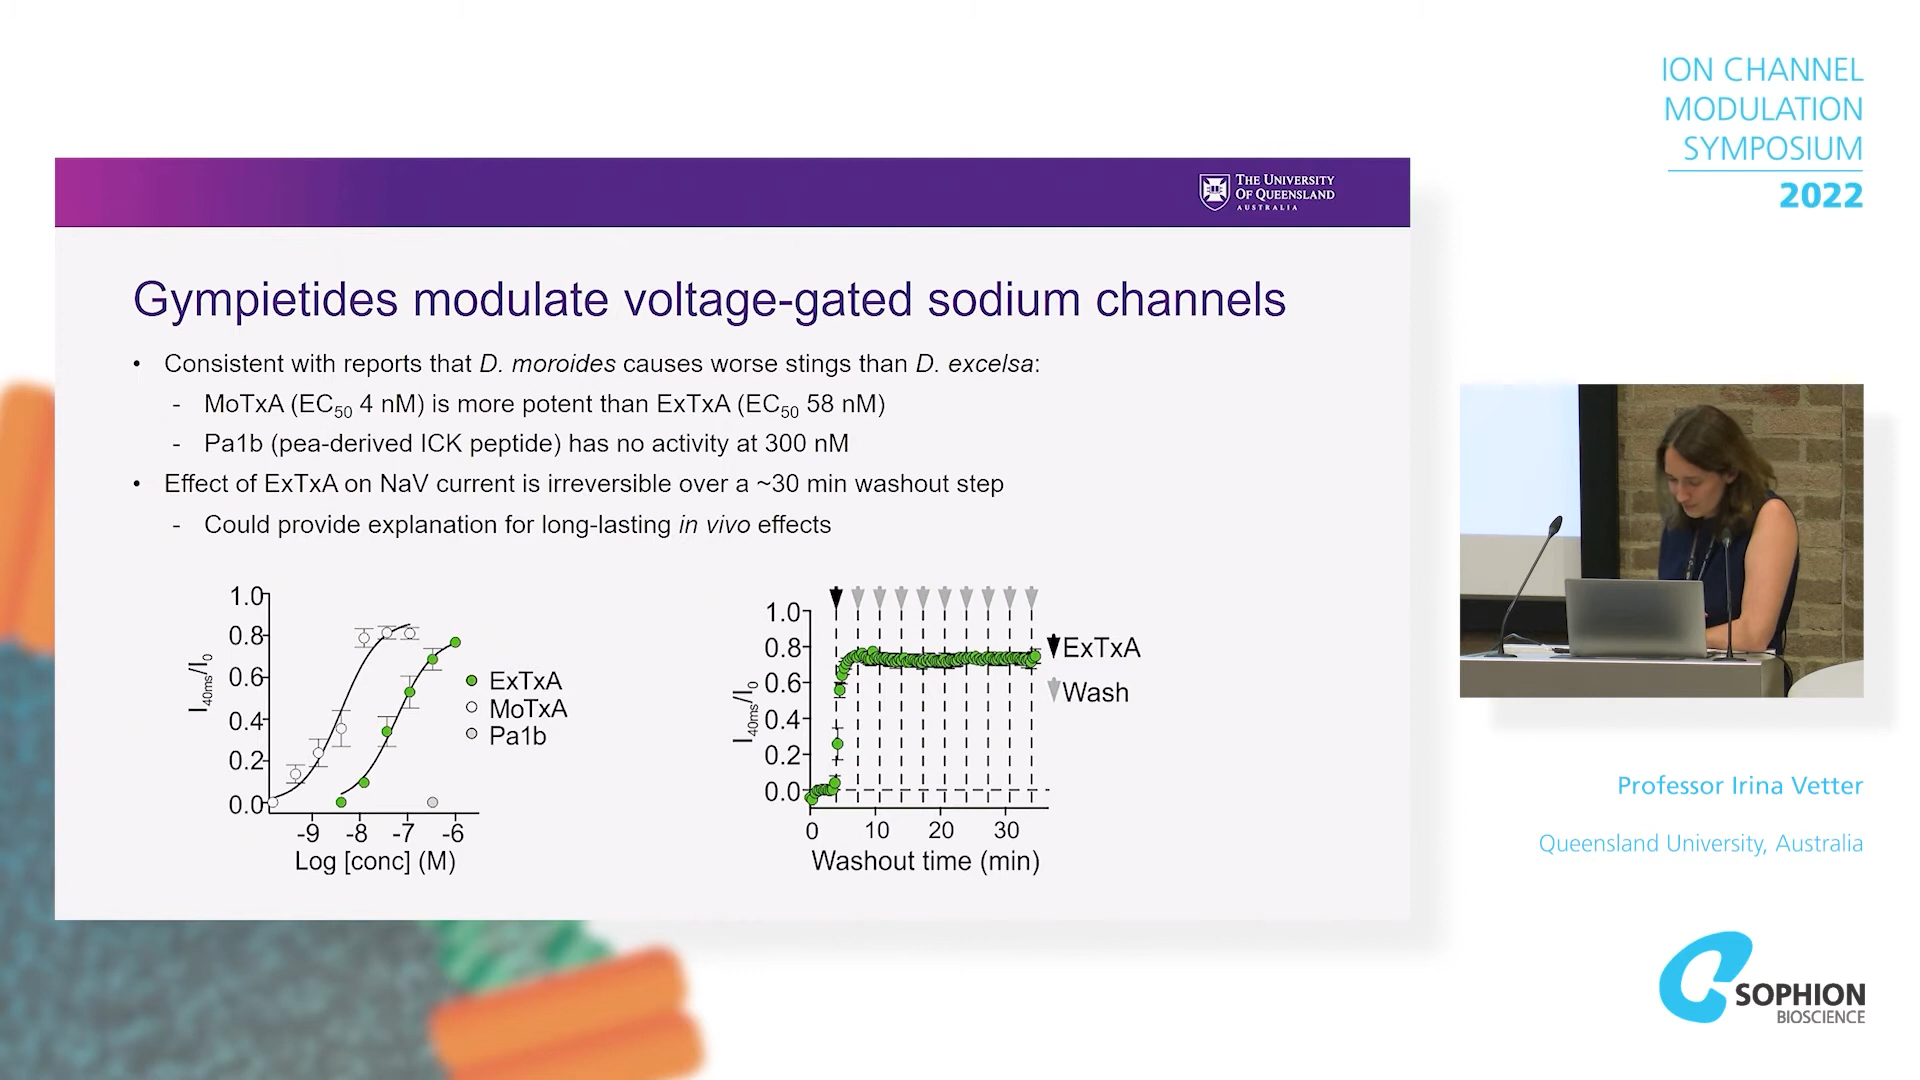 ION CHANNEL
MODULATION
SYMPOSIUM
2022
THE UNIVERSITY
OF QUEENSLAND
AUSTRALIA
Gympietides modulate voltage-gated sodium channels
• Consistent with reports that D. moroides causes worse stings than D. excelsa:
- MoTxA (EC50 4 nM) is more potent than ExTxA (EC50 58 nM)
- Pa1b (pea-derived ICK peptide) has no activity at 300 nM
• Effect of ExTxA on NaV current is irreversible over a ~30 min washout step
- Could provide explanation for long-lasting in vivo effects
1.0
0.8
0.6
0.4
0.2
0.0
I40ms/I0
-9 -8 -7 -6
Log [conc] (M)
ExTxA
MoTxA
Pa1b
1.0
0.8
0.6
0.4
0.2
0.0
I40ms/I0
0 10 20 30
Washout time (min)
ExTxA
Wash
Professor Irina Vetter
Queensland University, Australia
SOPHION
BIOSCIENCE